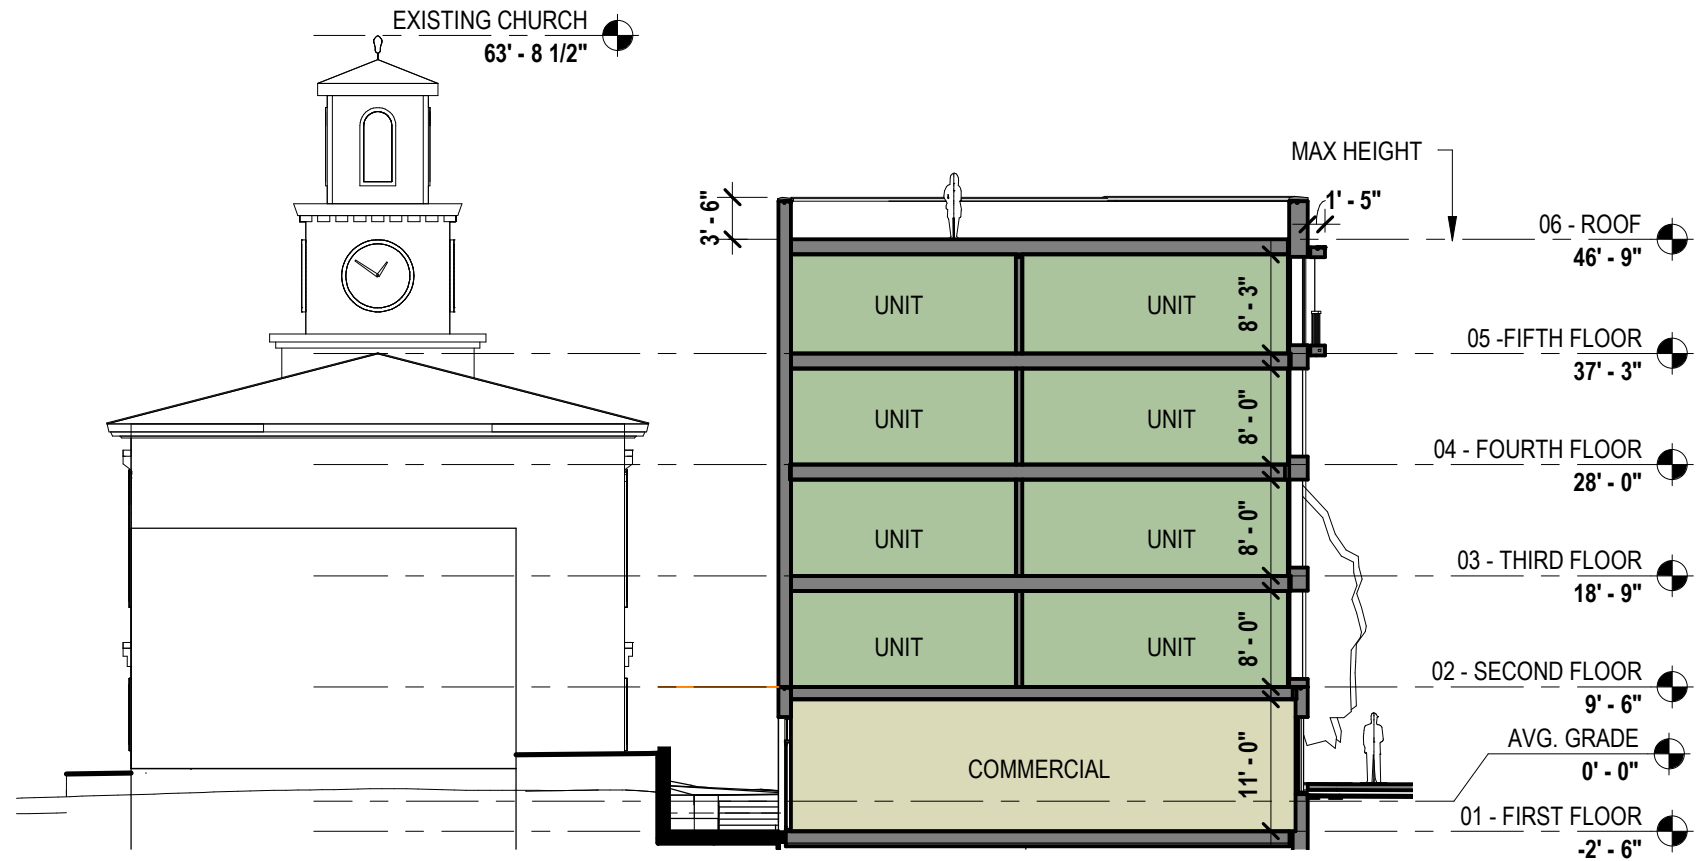 EXISTING CHURCH
63' - 8 1/2"
MAX HEIGHT
3' - 6"
1' - 5"
06 - ROOF
46' - 9"
UNIT
UNIT
8' - 3"
05 -FIFTH FLOOR
37' - 3"
UNIT
UNIT
8' - 0"
04 - FOURTH FLOOR
28' - 0"
UNIT
UNIT
8' - 0"
03 - THIRD FLOOR
18' - 9"
UNIT
UNIT
8' - 0"
02 - SECOND FLOOR
9' - 6"
AVG. GRADE
0' - 0"
COMMERCIAL
11' - 0"
01 - FIRST FLOOR
-2' - 6"